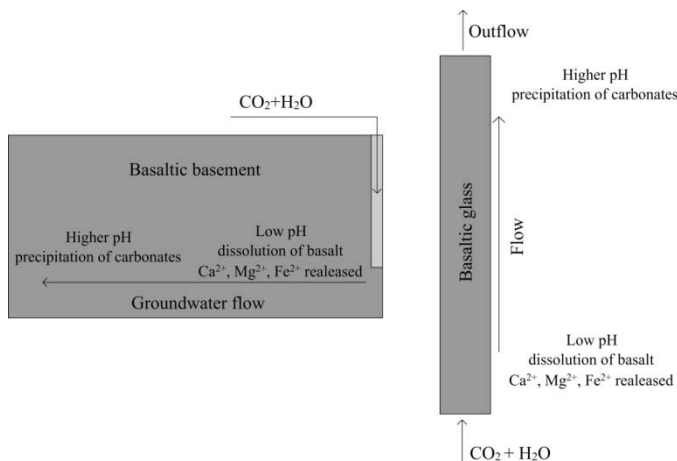 CO₂+H₂O
Basaltic basement
Higher pH
precipitation of carbonates
Low pH
dissolution of basalt
Ca²⁺, Mg²⁺, Fe²⁺ realeased
Groundwater flow
Outflow
Higher pH
precipitation of carbonates
Basaltic glass
Flow
Low pH
dissolution of basalt
Ca²⁺, Mg²⁺, Fe²⁺ realeased
CO₂ + H₂O